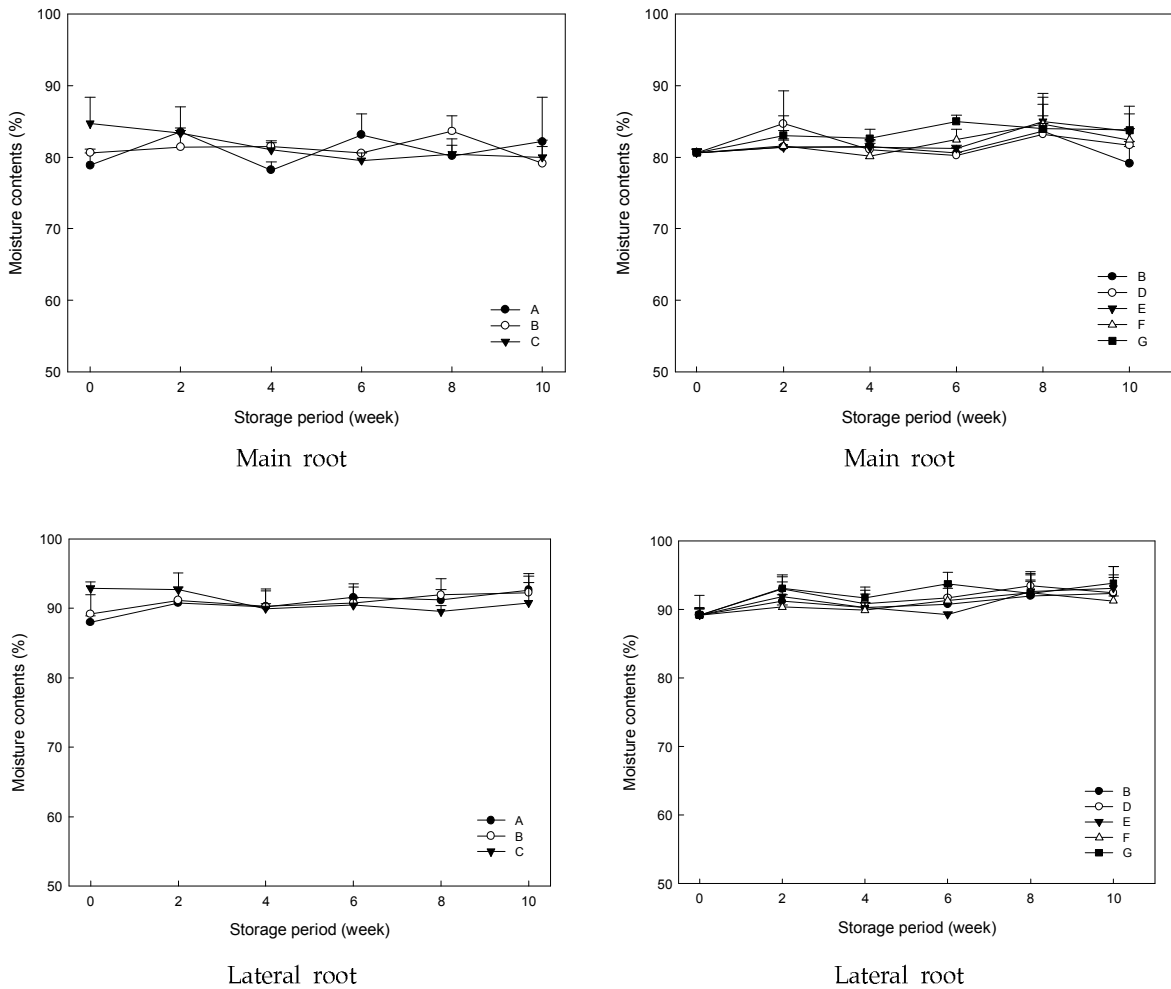 100
90
80
70
60
50
Moisture contents (%)
A
B
C
0 2 4 6 8 10
Storage period (week)
Main root
100
90
80
70
60
50
Moisture contents (%)
B
D
E
F
G
0 2 4 6 8 10
Storage period (week)
Main root
100
90
80
70
60
50
Moisture contents (%)
A
B
C
0 2 4 6 8 10
Storage period (week)
Lateral root
100
90
80
70
60
50
Moisture contents (%)
B
D
E
F
G
0 2 4 6 8 10
Storage period (week)
Lateral root